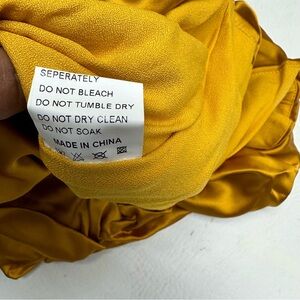 SEPERATELY
DO NOT BLEACH
DO NOT TUMBLE DRY
DO NOT DRY CLEAN
DO NOT SOAK
MADE IN CHINA